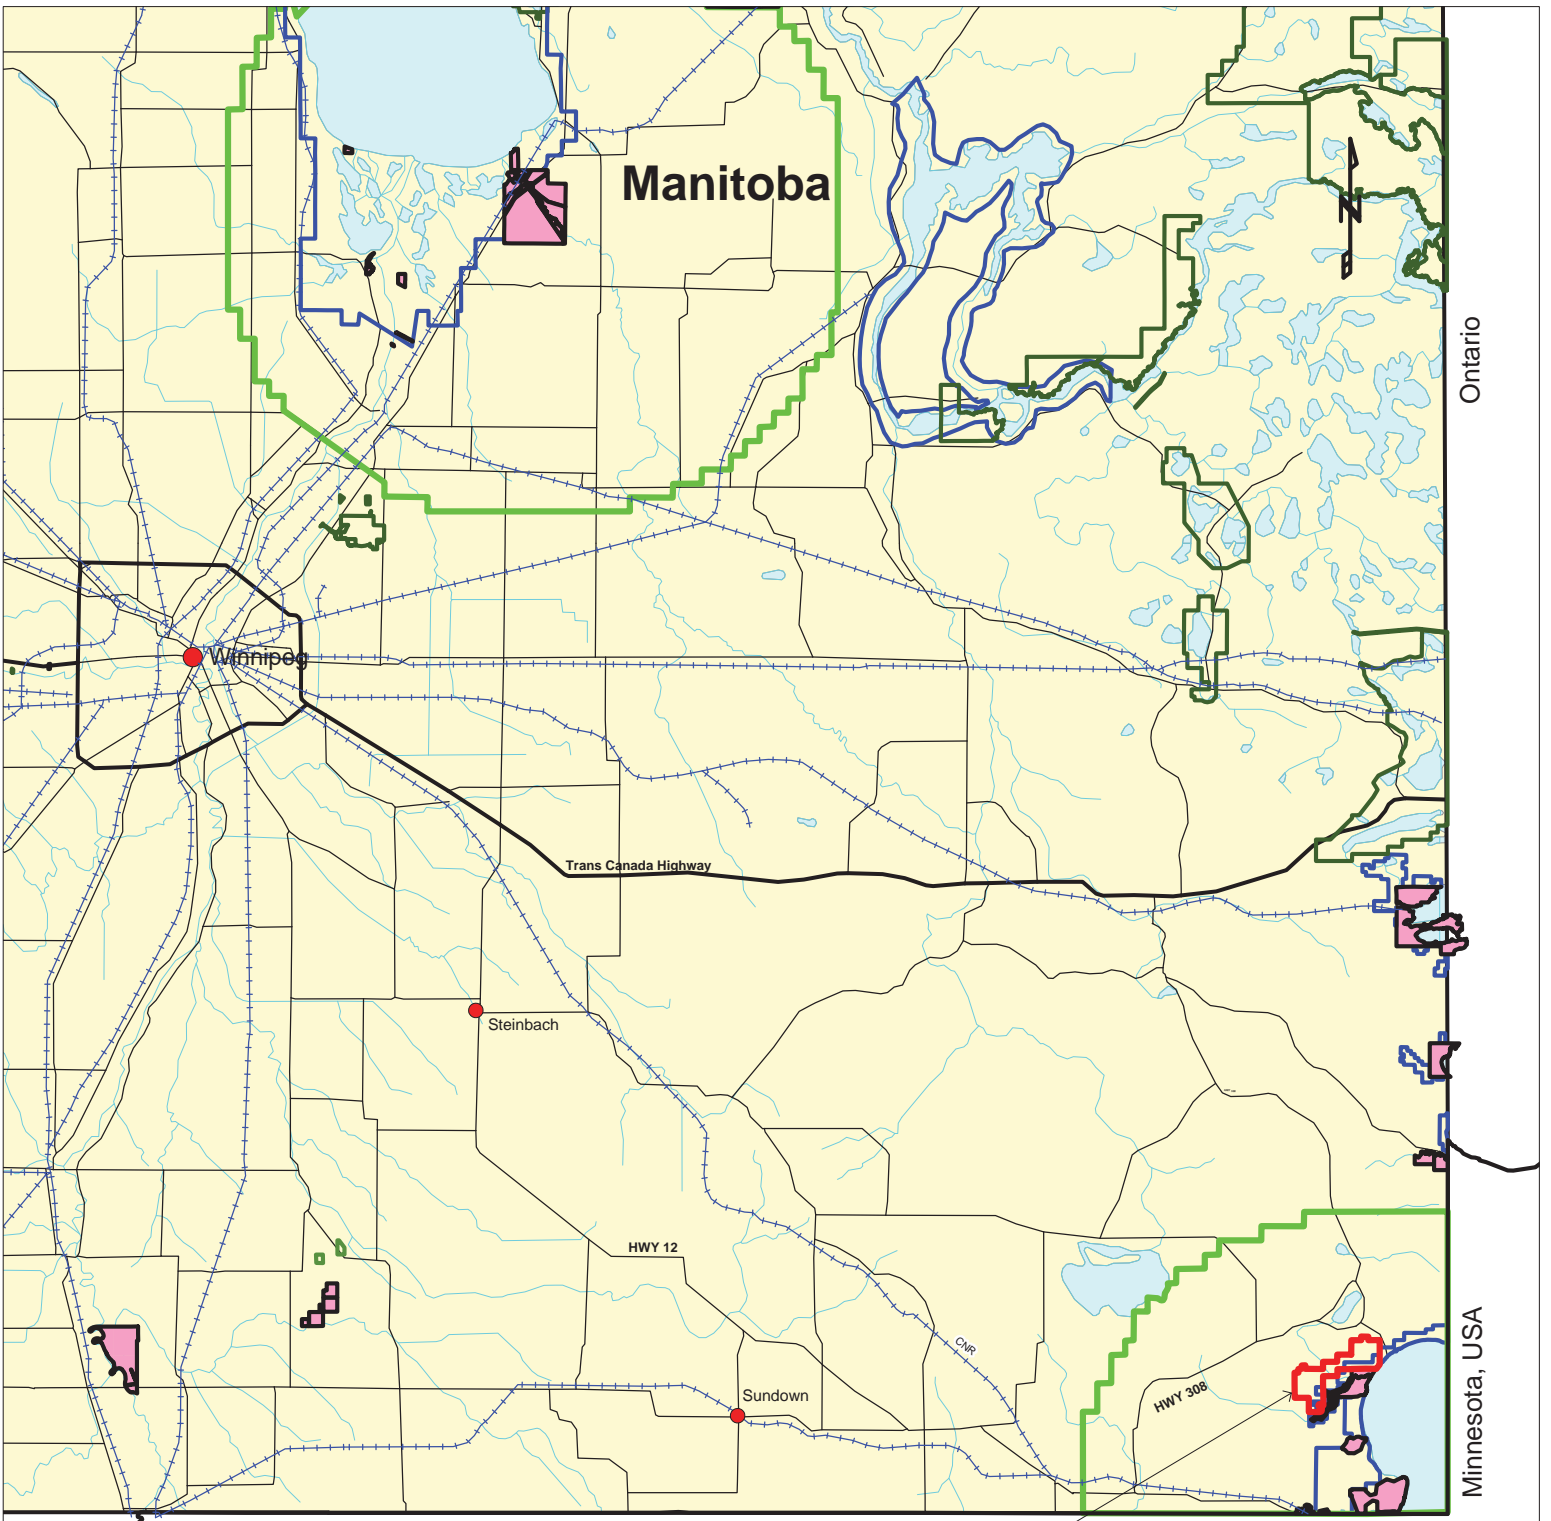 Manitoba
N
Ontario
Winnipeg
Trans Canada Highway
Steinbach
HWY 12
CNR
Sundown
HWY 308
Minnesota, USA